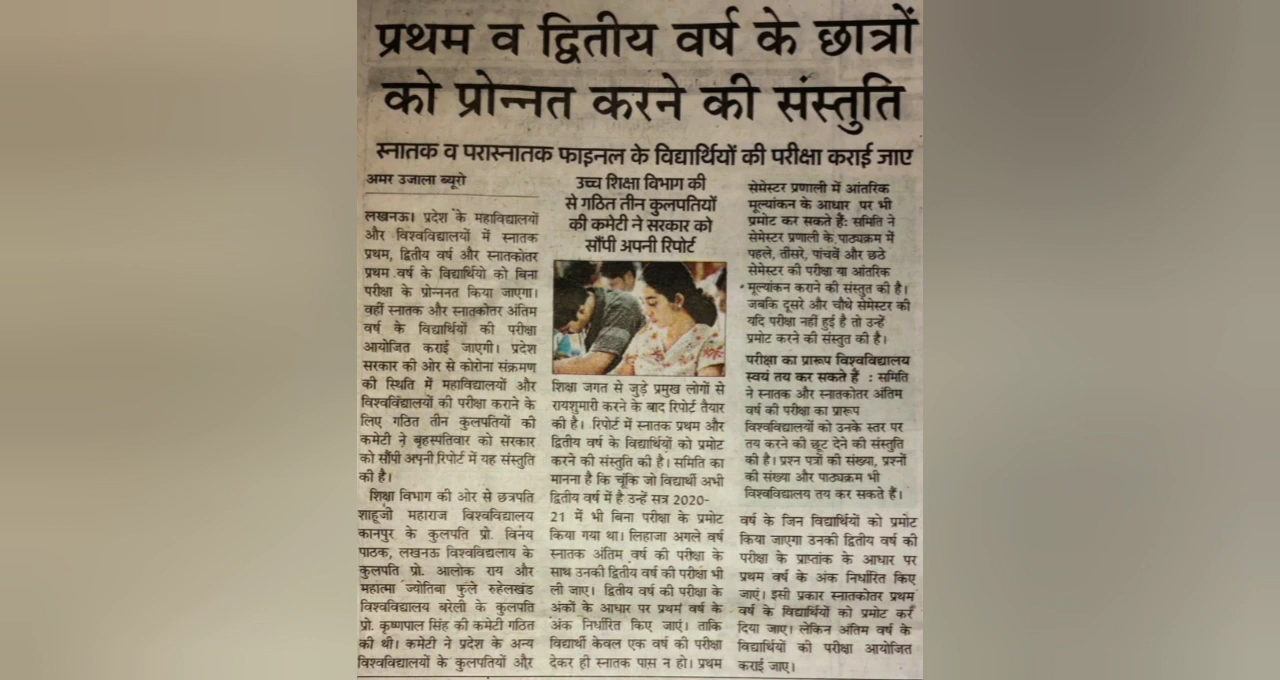 प्रथम व द्वितीय वर्ष के छात्रों
को प्रोन्नत करने की संस्तुति
स्नातक व परास्नातक फाइनल के विद्यार्थियों की परीक्षा कराई जाए
अमर उजाला ब्यूरो
लखनऊ। प्रदेश के महाविद्यालयों
और विश्वविद्यालयों में स्नातक
प्रथम, द्वितीय वर्ष और स्नातकोतर
प्रथम वर्ष के विद्यार्थियो को बिना
परीक्षा के प्रोन्ननत किया जाएगा।
वहीं स्नातक और स्नातकोतर अंतिम
वर्ष के विद्यार्थियों की परीक्षा
आयोजित कराई जाएगी। प्रदेश
सरकार की ओर से कोरोना संक्रमण
की स्थिति में महाविद्यालयों और
विश्वविद्यालयों की परीक्षा कराने के
लिए गठित तीन कुलपतियों की
कमेटी ने बृहस्पतिवार को सरकार
को सौंपी अपनी रिपोर्ट में यह संस्तुति
की है।
शिक्षा विभाग की ओर से छत्रपति
शाहूजी महाराज विश्वविद्यालय
कानपुर के कुलपति प्रो. विनय
पाठक, लखनऊ विश्वविद्यलाय के
कुलपति प्रो. आलोक राय और
महात्मा ज्योतिबा फुले रुहेलखंड
विश्वविद्यालय बरेली के कुलपति
प्रो. कृष्णपाल सिंह की कमेटी गठित
की थी। कमेटी ने प्रदेश के अन्य
विश्वविद्यालयों के कुलपतियों और
उच्च शिक्षा विभाग की
से गठित तीन कुलपतियों
की कमेटी ने सरकार को
सौंपी अपनी रिपोर्ट
शिक्षा जगत से जुड़े प्रमुख लोगों से
रायशुमारी करने के बाद रिपोर्ट तैयार
की है। रिपोर्ट में स्नातक प्रथम और
द्वितीय वर्ष के विद्यार्थियों को प्रमोट
करने की संस्तुति की है। समिति का
मानना है कि चूंकि जो विद्यार्थी अभी
द्वितीय वर्ष में है उन्हें सत्र 2020-
21 में भी बिना परीक्षा के प्रमोट
किया गया था। लिहाजा अगले वर्ष
स्नातक अंतिम वर्ष की परीक्षा के
साथ उनकी द्वितीय वर्ष की परीक्षा भी
ली जाए। द्वितीय वर्ष की परीक्षा के
अंकों के आधार पर प्रथम वर्ष के
अंक निर्धारित किए जाएं। ताकि
विद्यार्थी केवल एक वर्ष की परीक्षा
देकर ही स्नातक पास न हो। प्रथम
सेमेस्टर प्रणाली में आंतरिक
मूल्यांकन के आधार पर भी
प्रमोट कर सकते हैं: समिति ने
सेमेस्टर प्रणाली के पाठ्यक्रम में
पहले, तीसरे, पांचवें और छठे
सेमेस्टर की परीक्षा या आंतरिक
मूल्यांकन कराने की संस्तुत की है।
जबकि दूसरे और चौथे सेमेस्टर की
यदि परीक्षा नहीं हुई है तो उन्हें
प्रमोट करने की संस्तुत की है।
परीक्षा का प्रारूप विश्वविद्यालय
स्वयं तय कर सकते हैं : समिति
ने स्नातक और स्नातकोतर अंतिम
वर्ष की परीक्षा का प्रारूप
विश्वविद्यालयों को उनके स्तर पर
तय करने की छूट देने की संस्तुति
की है। प्रश्न पत्रों की संख्या, प्रश्नों
की संख्या और पाठ्यक्रम भी
विश्वविद्यालय तय कर सकते हैं।
वर्ष के जिन विद्यार्थियों को प्रमोट
किया जाएगा उनकी द्वितीय वर्ष की
परीक्षा के प्राप्तांक के आधार पर
प्रथम वर्ष के अंक निर्धारित किए
जाएं। इसी प्रकार स्नातकोतर प्रथम
वर्ष के विद्यार्थियों को प्रमोट कर
दिया जाए। लेकिन अंतिम वर्ष के
विद्यार्थियों की परीक्षा आयोजित
कराई जाए।